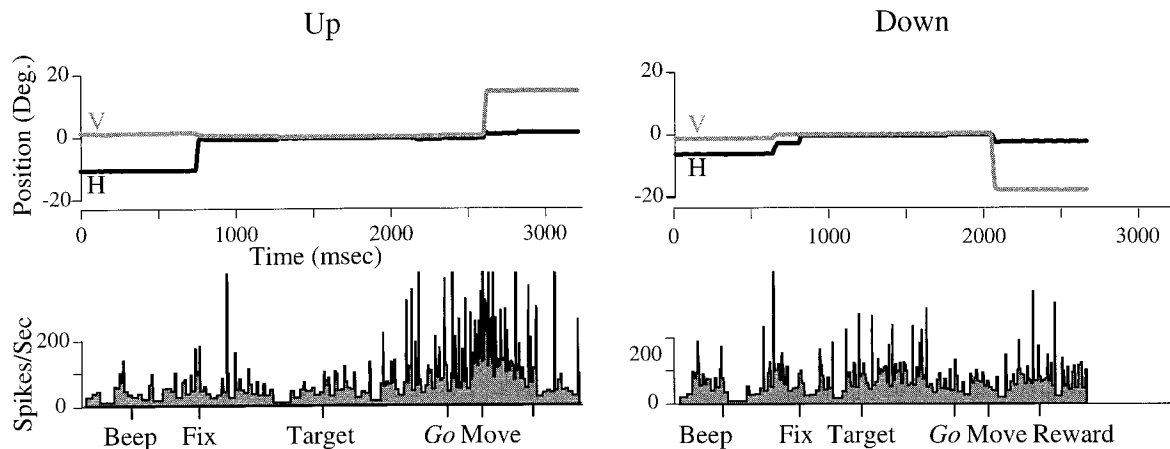 Up
Down
Position (Deg.)
20
0
-20
V
H
0
1000
2000
3000
Time (msec)
20
0
-20
V
H
0
1000
2000
3000
Spikes/Sec
200
0
Beep Fix Target Go Move
200
0
Beep Fix Target Go Move Reward